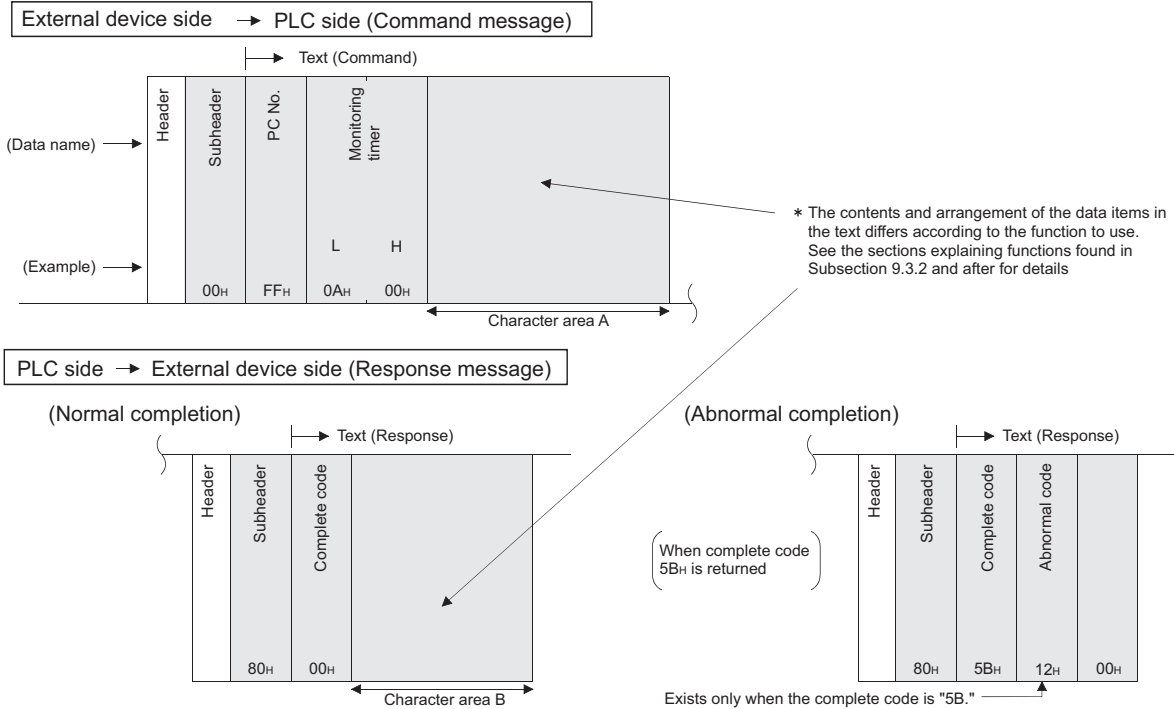 External device side → PLC side (Command message)
Text (Command)
(Data name)
Header
Subheader
PC No.
Monitoring
timer
L H
(Example)
00H FFH 0AH 00H
Character area A
* The contents and arrangement of the data items in
the text differs according to the function to use.
See the sections explaining functions found in
Subsection 9.3.2 and after for details
PLC side → External device side (Response message)
(Normal completion)
Text (Response)
Header
Subheader
Complete code
80H 00H
Character area B
(Abnormal completion)
Text (Response)
When complete code
5BH is returned
Header
Subheader
Complete code
Abnormal code
80H 5BH 12H 00H
Exists only when the complete code is "5B."